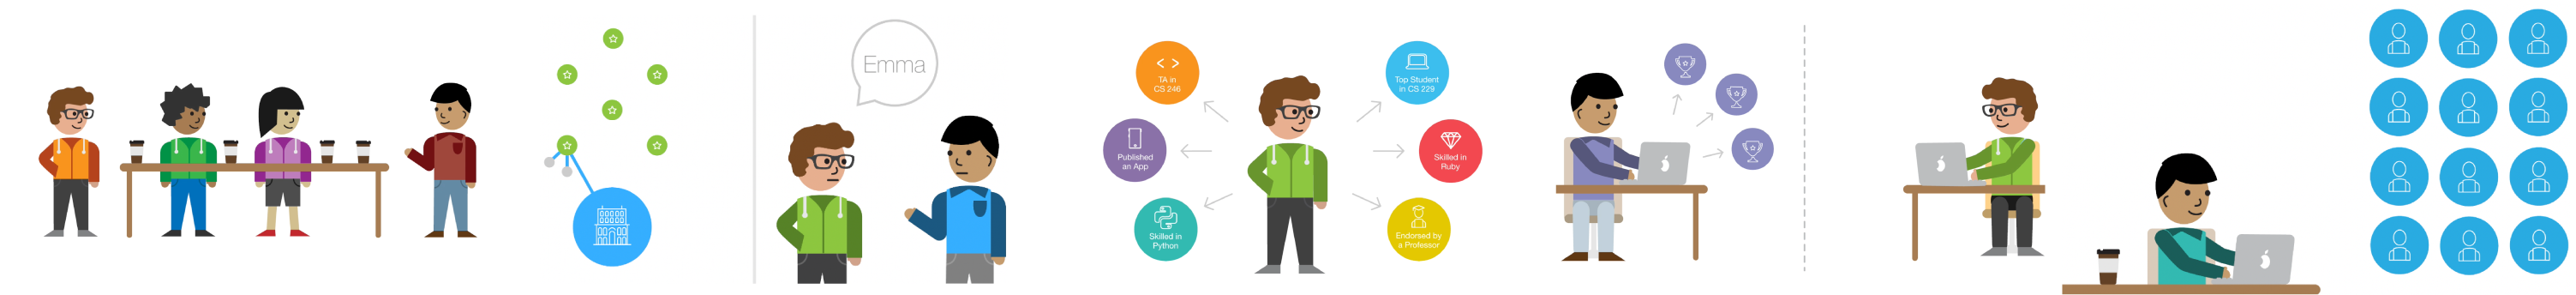 Emma
TA in
CS 246
Top Student
in CS 229
Published
an App
Skilled in
Ruby
Skilled in
Python
Endorsed by
a Professor